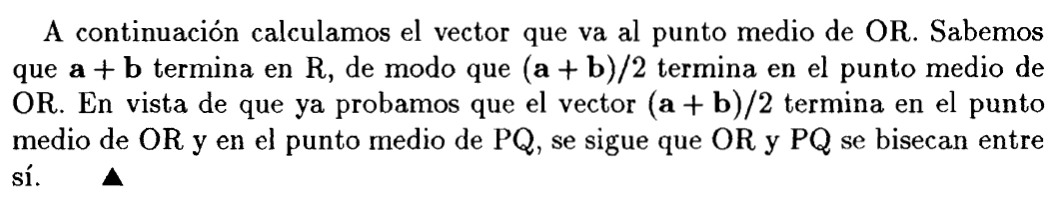 A continuación calculamos el vector que va al punto medio de OR. Sabemos
que a + b termina en R, de modo que (a + b)/2 termina en el punto medio de
OR. En vista de que ya probamos que el vector (a + b)/2 termina en el punto
medio de OR y en el punto medio de PQ, se sigue que OR y PQ se bisecan entre
sí. ▲